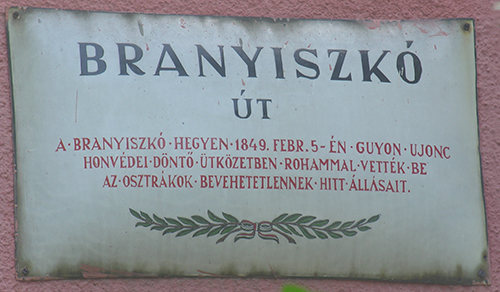 BRANYISZKÓ
ÚT
A·BRANYISZKÓ·HEGYEN·1849. FEBR. 5-ÉN·GUYON·UJONC
HONVÉDEI·DÖNTŐ·ÜTKÖZETBEN·ROHAMMAL·VETTÉK·BE
AZ·OSZTRÁKOK·BEVEHETETLENNEK·HITT·ÁLLÁSAIT.